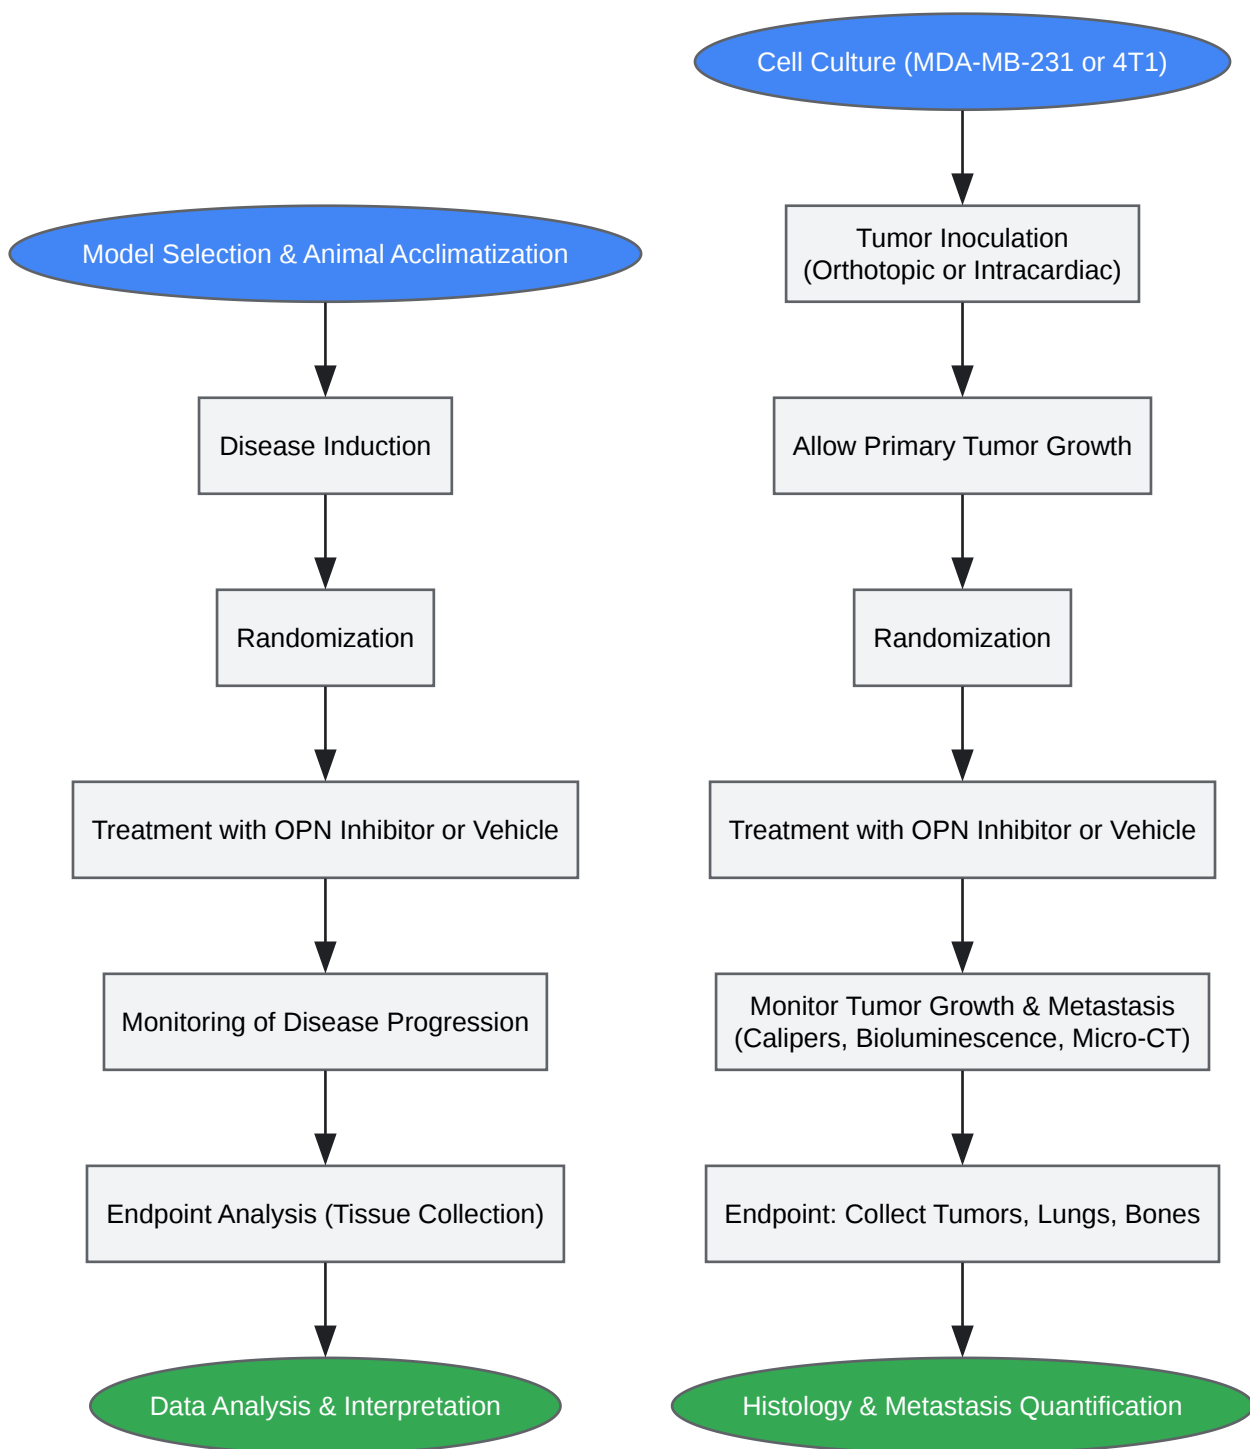 Model Selection & Animal Acclimatization
Disease Induction
Randomization
Treatment with OPN Inhibitor or Vehicle
Monitoring of Disease Progression
Endpoint Analysis (Tissue Collection)
Data Analysis & Interpretation
Cell Culture (MDA-MB-231 or 4T1)
Tumor Inoculation
(Orthotopic or Intracardiac)
Allow Primary Tumor Growth
Randomization
Treatment with OPN Inhibitor or Vehicle
Monitor Tumor Growth & Metastasis
(Calipers, Bioluminescence, Micro-CT)
Endpoint: Collect Tumors, Lungs, Bones
Histology & Metastasis Quantification